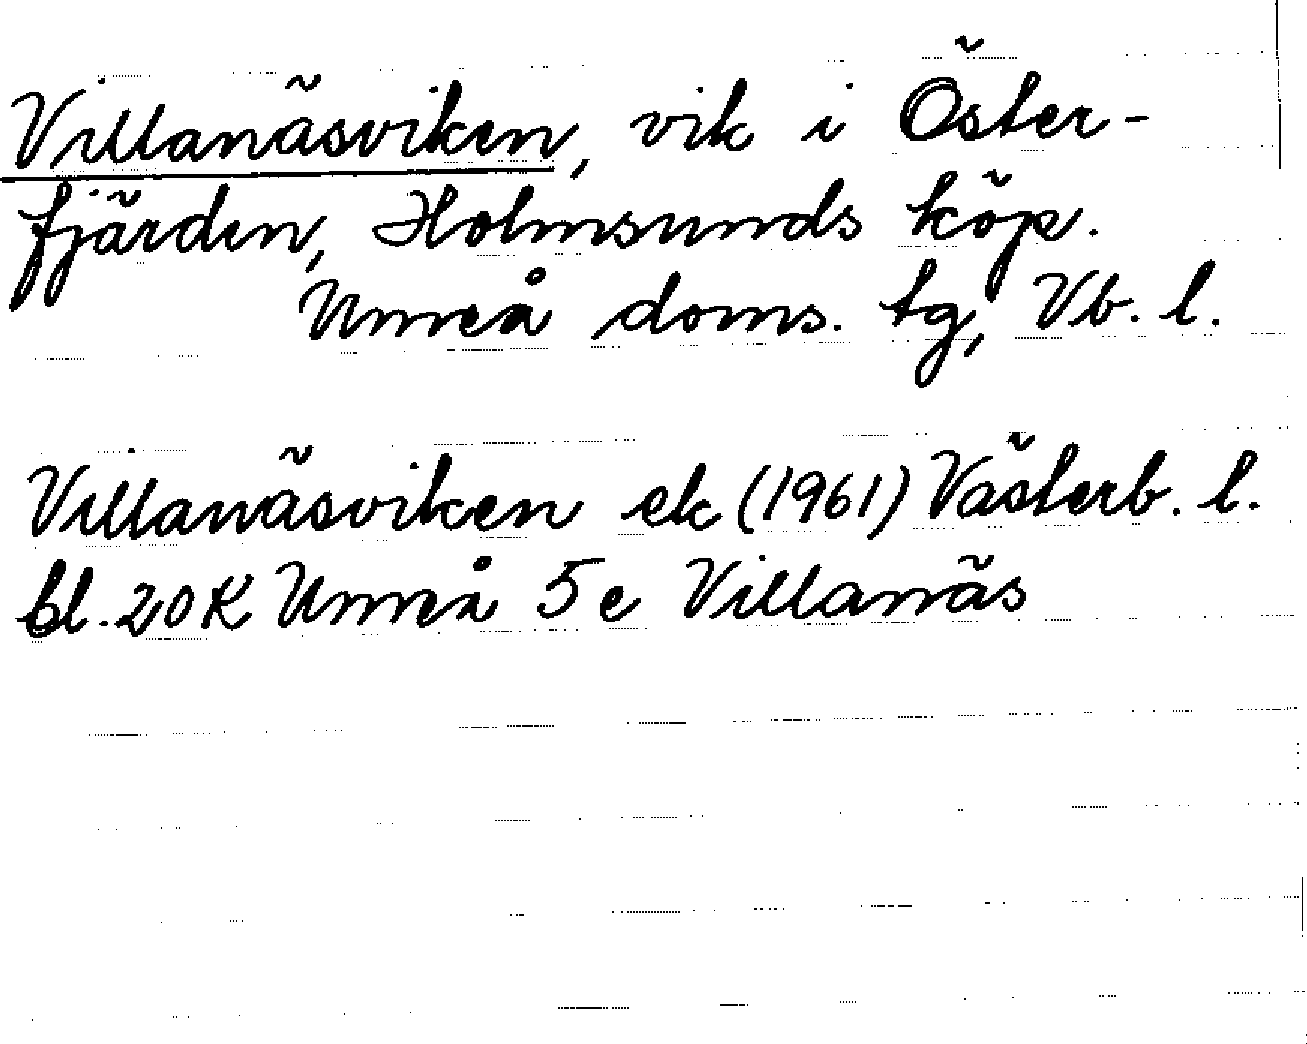 Villanäsviken, vik i Öster-
fjärden, Holmsunds köp.
Umeå doms. tg, Vb. l.
Villanäsviken ek (1961) Västerb. l.
bl. 20K Umeå 5e Villanäs